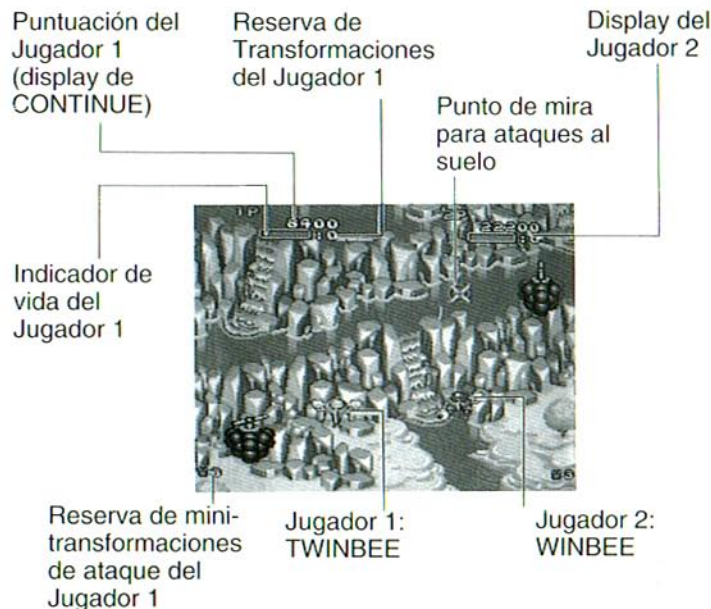 Puntuación del
Jugador 1
(display de
CONTINUE)
Reserva de
Transformaciones
del Jugador 1
Display del
Jugador 2
Punto de mira
para ataques al
suelo
1P
6400
22200
Indicador de
vida del
Jugador 1
Reserva de mini-
transformaciones
de ataque del
Jugador 1
Jugador 1:
TWINBEE
Jugador 2:
WINBEE